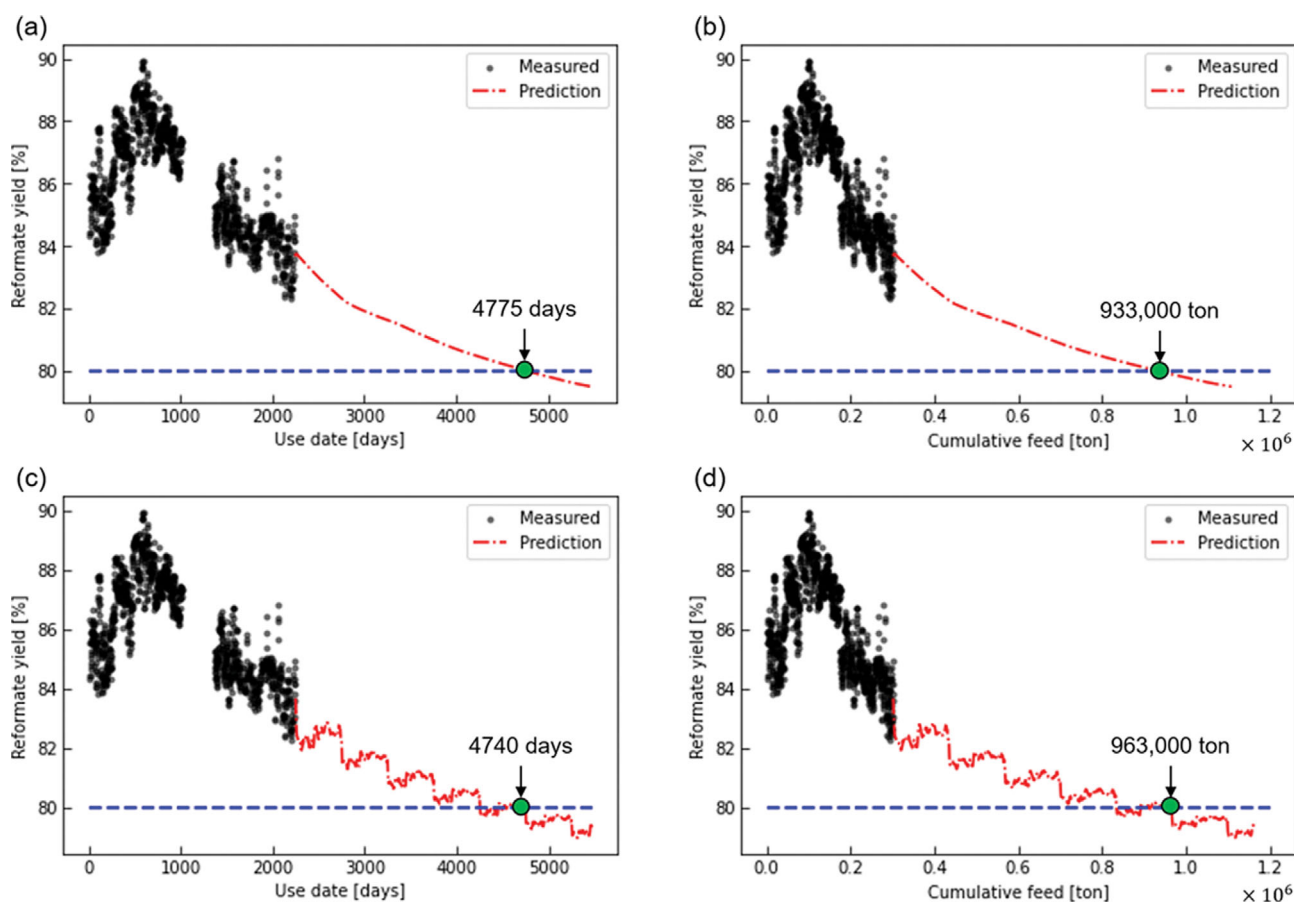 (a)
90
88
86
84
82
80
Reformate yield [%]
Measured
Prediction
4775 days
0 1000 2000 3000 4000 5000
Use date [days]
(b)
90
88
86
84
82
80
Reformate yield [%]
Measured
Prediction
933,000 ton
0.0 0.2 0.4 0.6 0.8 1.0 1.2
Cumulative feed [ton]
× 10⁶
(c)
90
88
86
84
82
80
Reformate yield [%]
Measured
Prediction
4740 days
0 1000 2000 3000 4000 5000
Use date [days]
(d)
90
88
86
84
82
80
Reformate yield [%]
Measured
Prediction
963,000 ton
0.0 0.2 0.4 0.6 0.8 1.0 1.2
Cumulative feed [ton]
× 10⁶